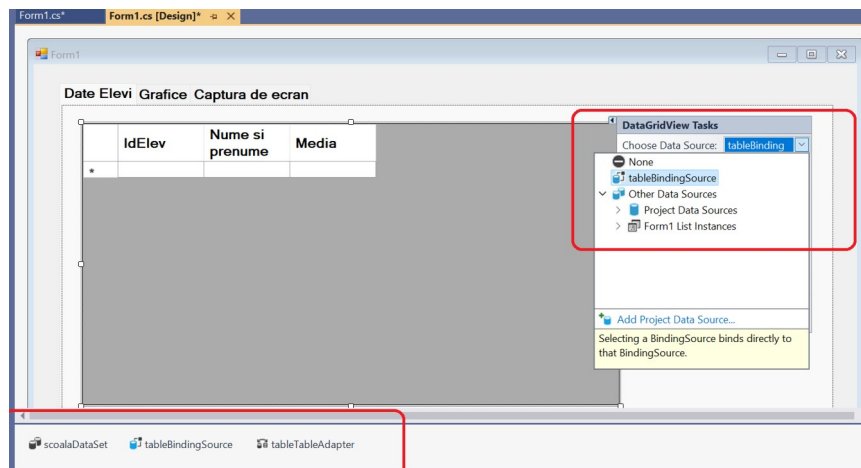 Form1.cs*
Form1.cs [Design]*
Form1
Date Elevi Grafice Captura de ecran
IdElev
Nume si
prenume
Media
*
DataGridView Tasks
Choose Data Source: tableBinding
None
tableBindingSource
Other Data Sources
Project Data Sources
Form1 List Instances
Add Project Data Source...
Selecting a BindingSource binds directly to
that BindingSource.
scoalaDataSet tableBindingSource tableTableAdapter